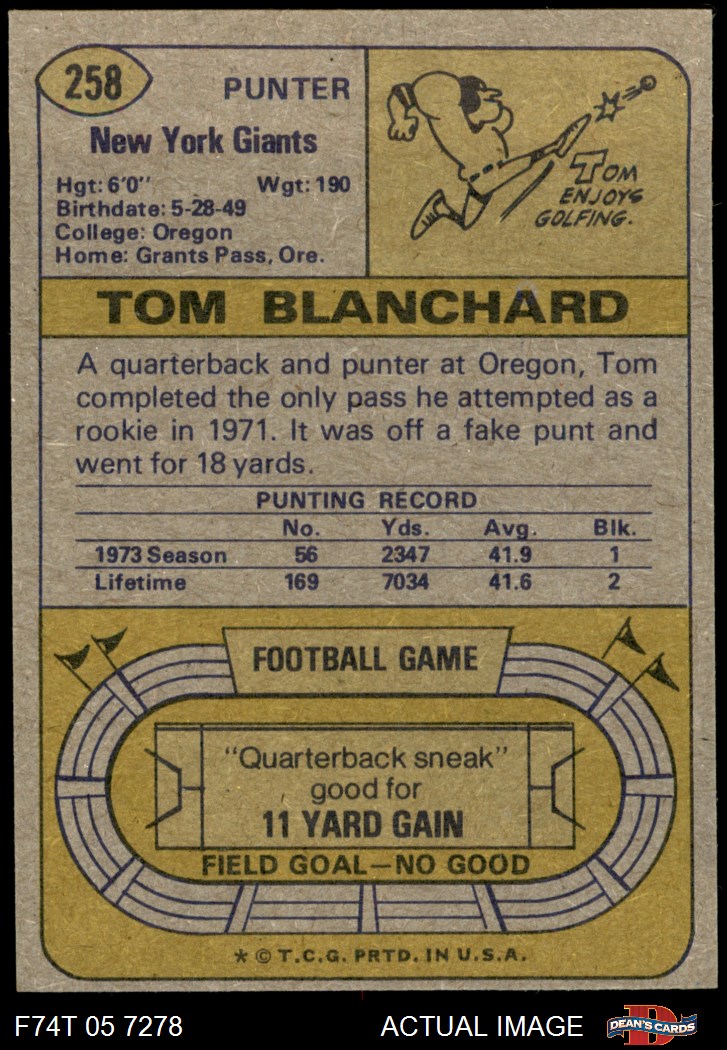 258
PUNTER
New York Giants
Hgt: 6'0" Wgt: 190
Birthdate: 5-28-49
College: Oregon
Home: Grants Pass, Ore.
TOM
ENJOYS
GOLFING.
TOM BLANCHARD
A quarterback and punter at Oregon, Tom
completed the only pass he attempted as a
rookie in 1971. It was off a fake punt and
went for 18 yards.
PUNTING RECORD
No. Yds. Avg. Blk.
1973 Season 56 2347 41.9 1
Lifetime 169 7034 41.6 2
FOOTBALL GAME
"Quarterback sneak"
good for
11 YARD GAIN
FIELD GOAL—NO GOOD
* © T.C.G. PRTD. IN U.S.A.
F74T 05 7278 ACTUAL IMAGE
D
DEAN'S CARDS